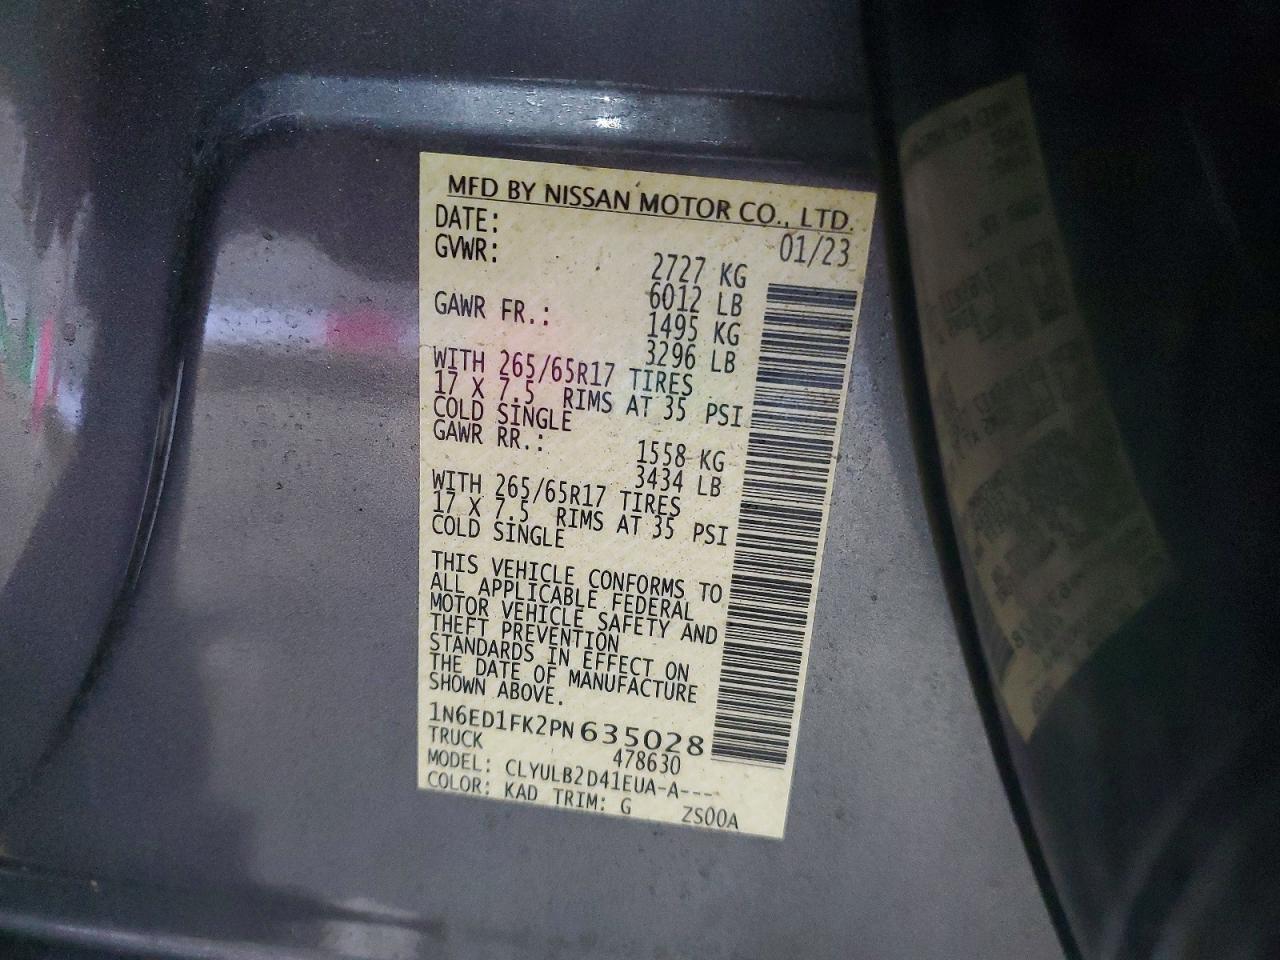 MFD BY NISSAN MOTOR CO., LTD.
DATE: 01/23
GVWR: 2727 KG
6012 LB
GAWR FR.: 1495 KG
3296 LB
WITH 265/65R17 TIRES
17 X 7.5 RIMS AT 35 PSI
COLD SINGLE
GAWR RR.: 1558 KG
3434 LB
WITH 265/65R17 TIRES
17 X 7.5 RIMS AT 35 PSI
COLD SINGLE
THIS VEHICLE CONFORMS TO
ALL APPLICABLE FEDERAL
MOTOR VEHICLE SAFETY AND
THEFT PREVENTION
STANDARDS IN EFFECT ON
THE DATE OF MANUFACTURE
SHOWN ABOVE.
1N6ED1FK2PN635028
TRUCK 478630
MODEL: CLYULB2D41EUA-A---
COLOR: KAD TRIM: G ZS00A